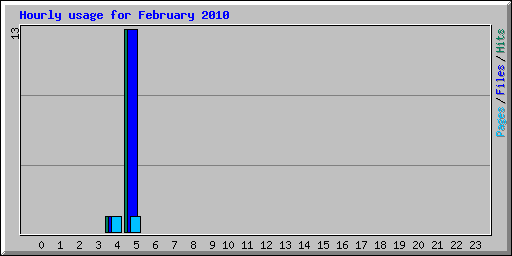 Hourly usage for February 2010
13
Pages/Files/Hits
0 1 2 3 4 5 6 7 8 9 10 11 12 13 14 15 16 17 18 19 20 21 22 23